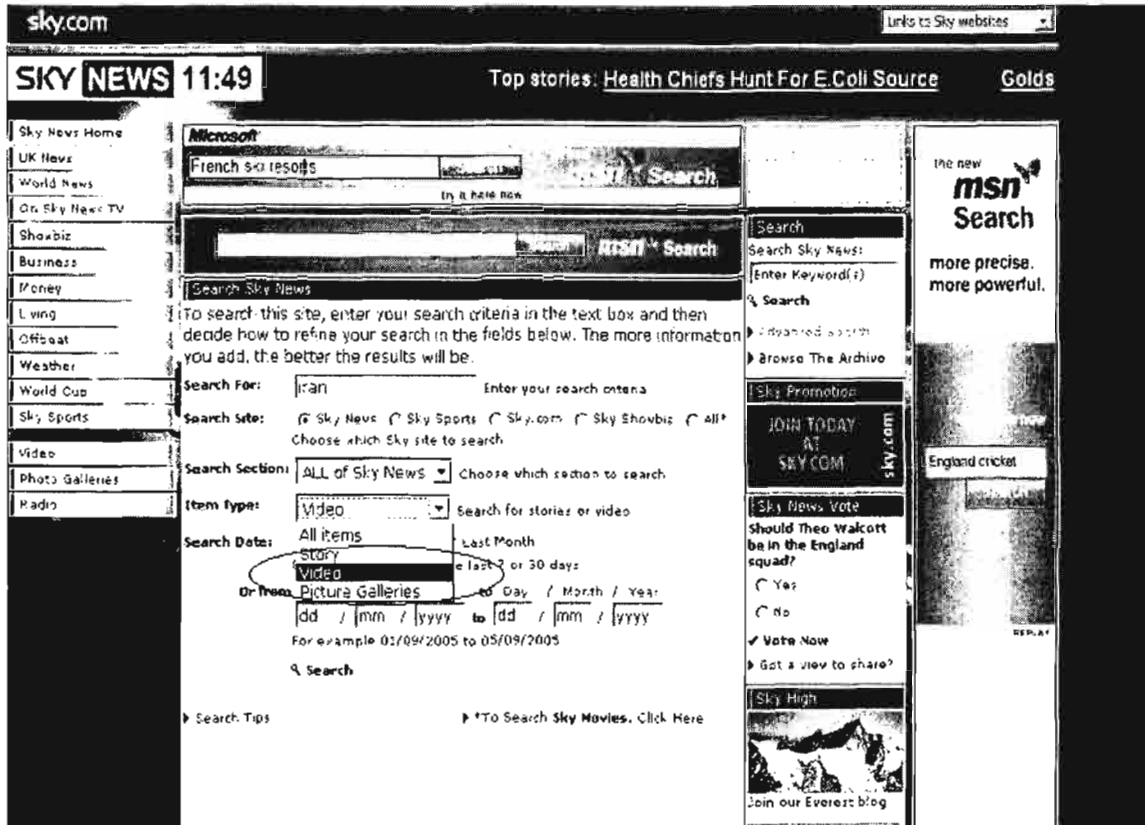 sky.com
Links to Sky websites
SKY NEWS 11:49
Top stories: Health Chiefs Hunt For E.Coli Source
Golds
Sky News Home
UK News
World News
On Sky News TV
Showbiz
Business
Money
Living
Offbeat
Weather
World Cup
Sky Sports
Video
Photo Galleries
Radio
Microsoft
French ski resorts
msn Search
try it here now
msn Search
Search Sky News
To search this site, enter your search criteria in the text box and then
decide how to refine your search in the fields below. The more information
you add, the better the results will be.
Search For: iran Enter your search criteria
Search Site: Sky News Sky Sports Sky.com Sky Showbiz All*
Choose which Sky site to search
Search Section: ALL of Sky News Choose which section to search
Item Type: Video Search for stories or video
All items
Story
Video
Picture Galleries
Search Date: Last Month
last 7 or 30 days
Or from to Day / Month / Year
dd / mm / yyyy to dd / mm / yyyy
For example 01/09/2005 to 05/09/2005
Search
Search Tips
*To Search Sky Movies, Click Here
Search
Search Sky News:
Enter Keyword(s)
Search
Advanced Search
Browse The Archive
Sky Promotion
JOIN TODAY
AT
SKY.COM
sky.com
Sky News Vote
Should Theo Walcott
be in the England
squad?
Yes
No
Vote Now
Got a view to share?
Sky High
Join our Everest blog
the new
msn
Search
more precise.
more powerful.
England cricket
REPLAY